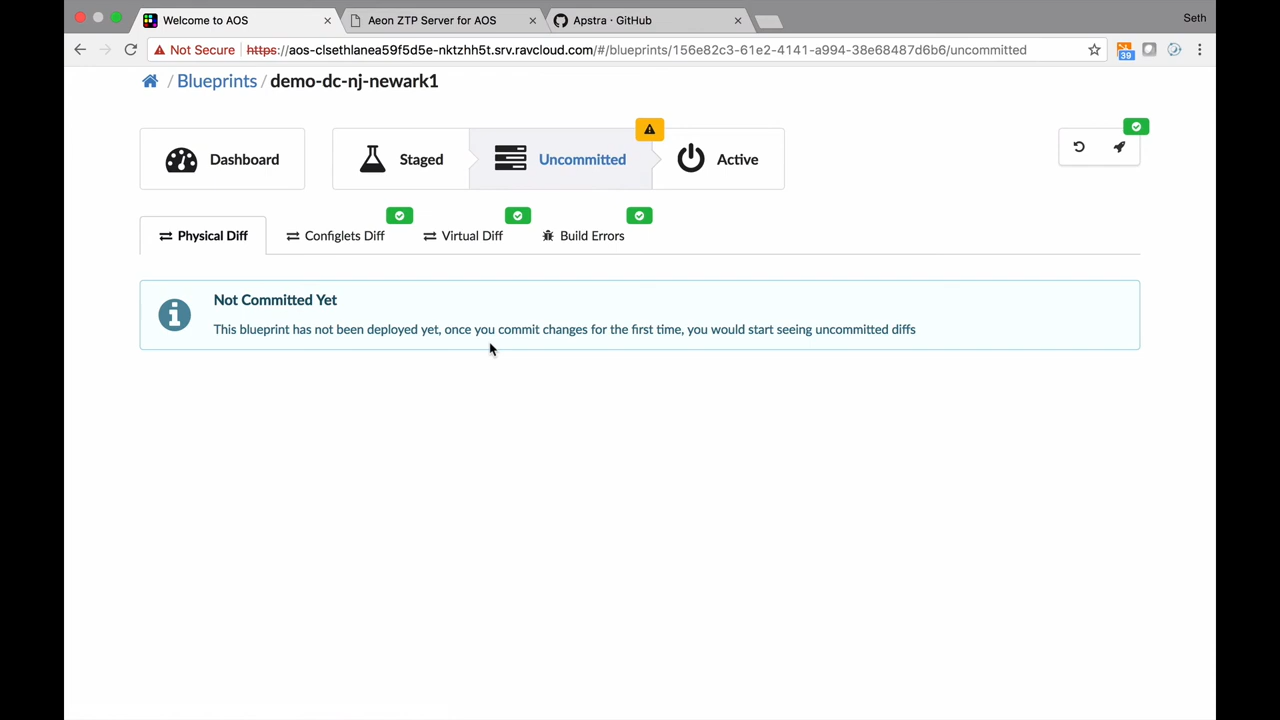 Welcome to AOS
Aeon ZTP Server for AOS
Apstra · GitHub
Seth
Not Secure
https://aos-clsethlanea59f5d5e-nktzhh5t.srv.ravcloud.com/#/blueprints/156e82c3-61e2-4141-a994-38e68487d6b6/uncommitted
39
/ Blueprints / demo-dc-nj-newark1
Dashboard
Staged
Uncommitted
Active
Physical Diff
Configlets Diff
Virtual Diff
Build Errors
Not Committed Yet
This blueprint has not been deployed yet, once you commit changes for the first time, you would start seeing uncommitted diffs